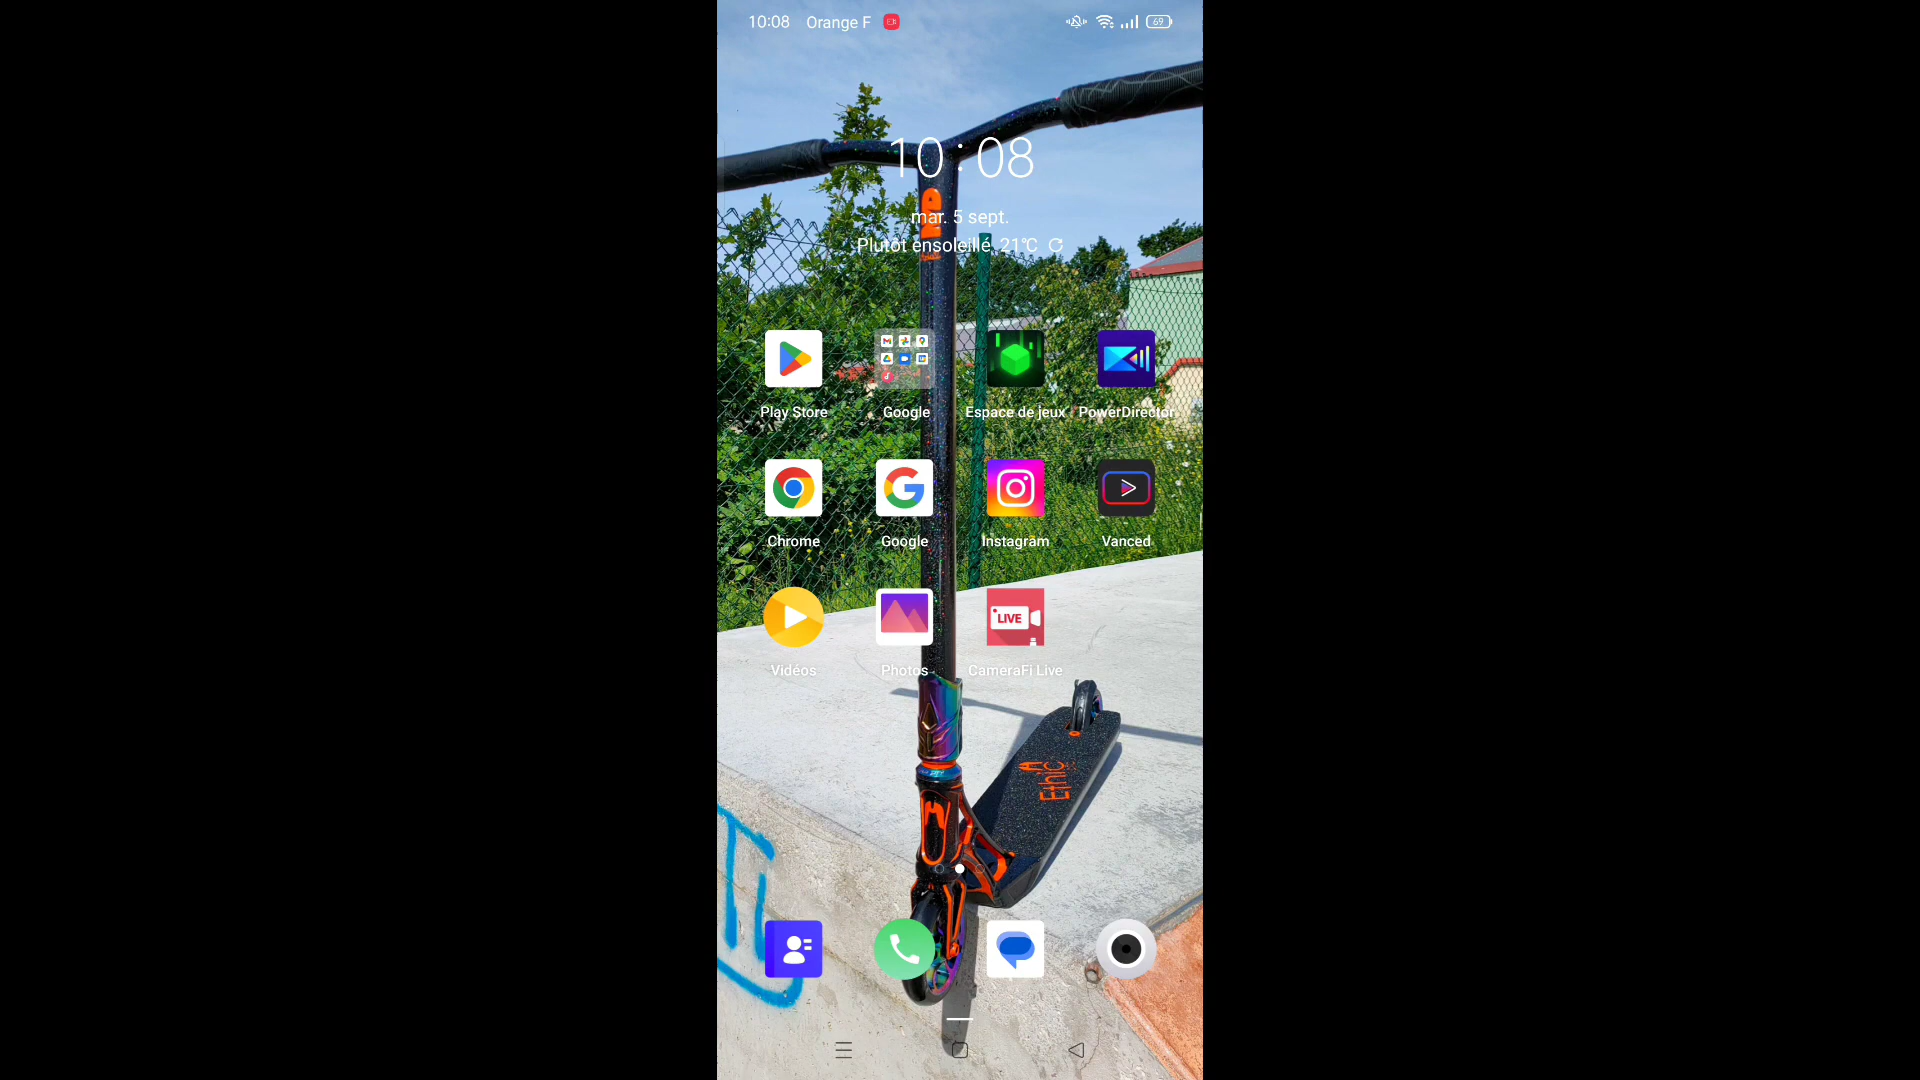 10:08 Orange F 69
10:08
mar. 5 sept.
Plutôt ensoleillé 21°C
Play Store Google Espace de jeux PowerDirector
Chrome Google Instagram Vanced
LIVE
Vidéos Photos CameraFi Live
Ethic